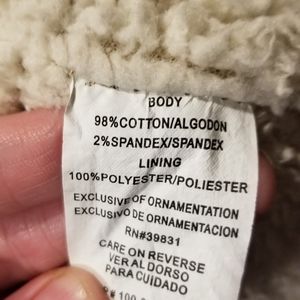 BODY
98%COTTON/ALGODON
2%SPANDEX/SPANDEX
LINING
100%POLYESTER/POLIESTER
EXCLUSIVE OF ORNAMENTATION
EXCLUSIVO DE ORNAMENTACION
RN#39831
CARE ON REVERSE
VER AL DORSO
PARA CUIDADO